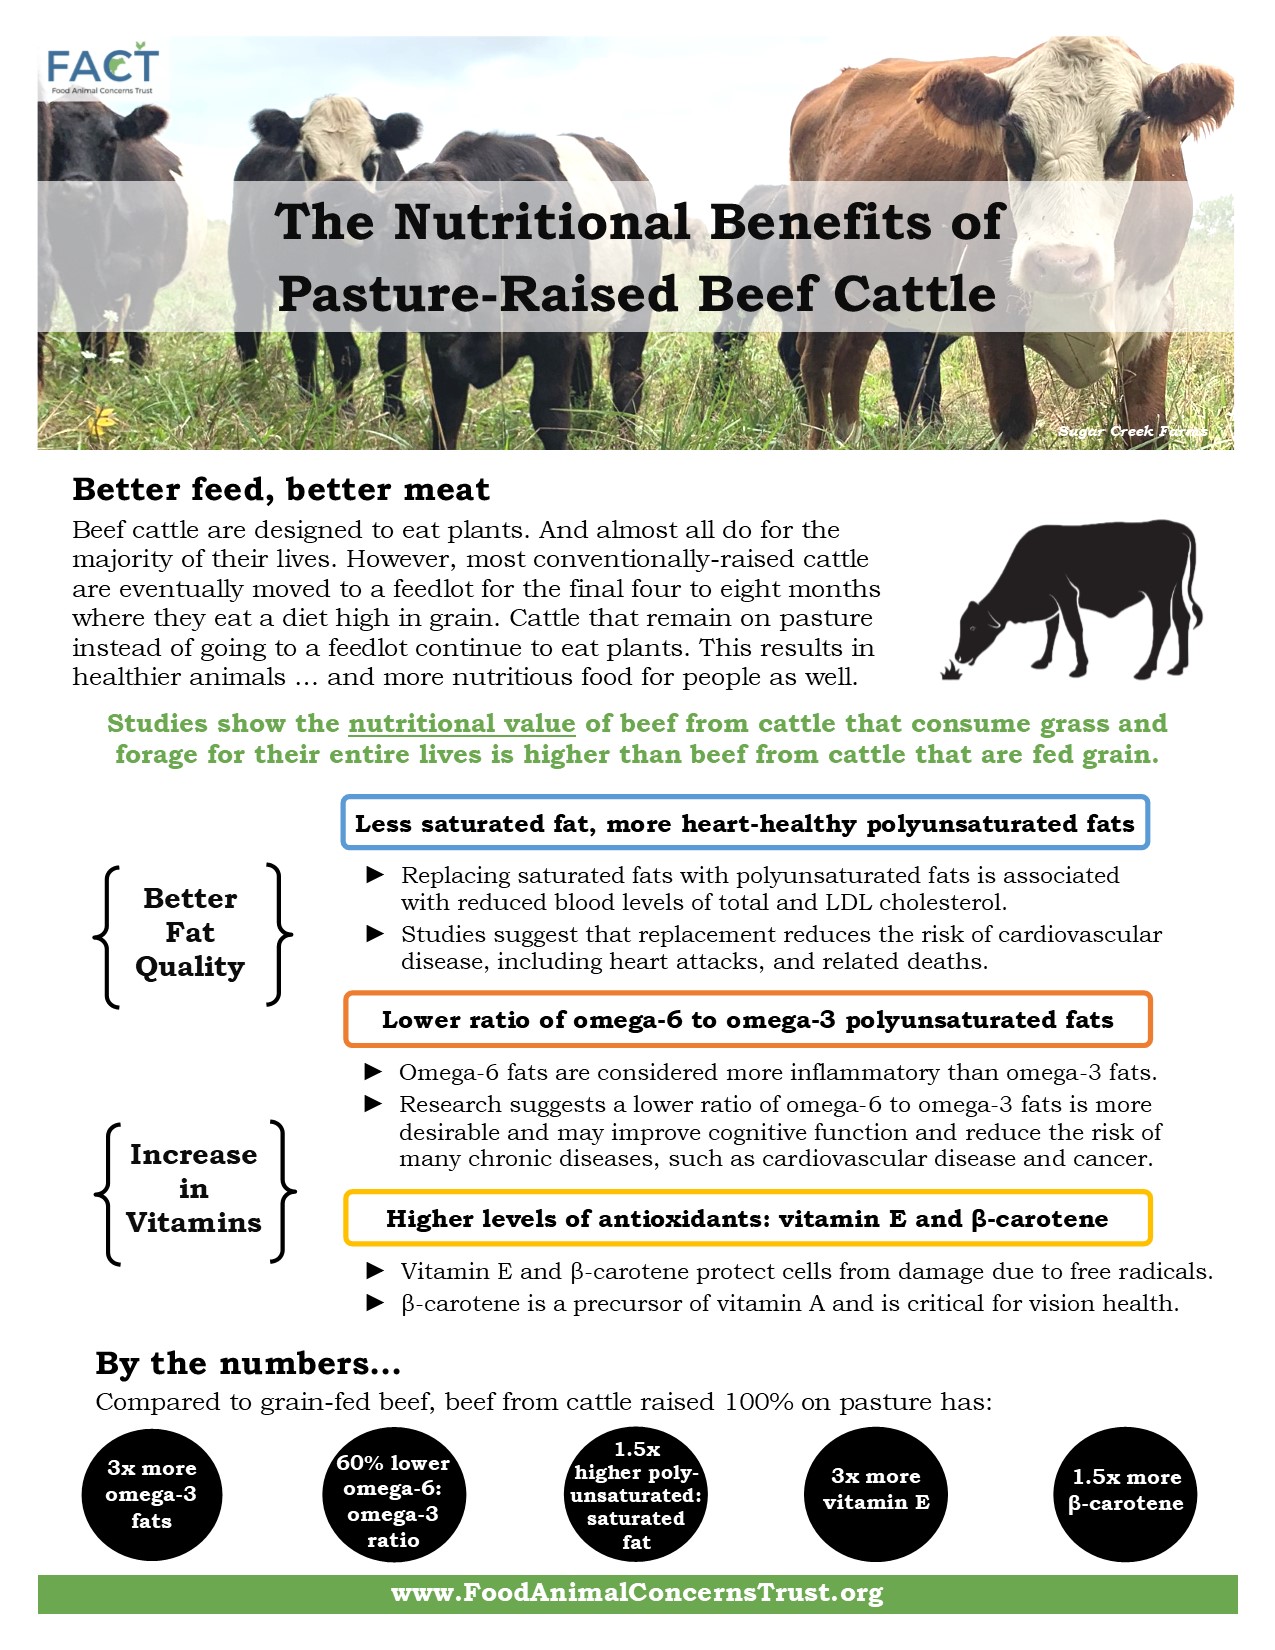 FACT
Food Animal Concerns Trust
The Nutritional Benefits of
Pasture-Raised Beef Cattle
Sugar Creek Farms
Better feed, better meat
Beef cattle are designed to eat plants. And almost all do for the
majority of their lives. However, most conventionally-raised cattle
are eventually moved to a feedlot for the final four to eight months
where they eat a diet high in grain. Cattle that remain on pasture
instead of going to a feedlot continue to eat plants. This results in
healthier animals … and more nutritious food for people as well.
Studies show the nutritional value of beef from cattle that consume grass and
forage for their entire lives is higher than beef from cattle that are fed grain.
Better
Fat
Quality
Less saturated fat, more heart-healthy polyunsaturated fats
► Replacing saturated fats with polyunsaturated fats is associated
with reduced blood levels of total and LDL cholesterol.
► Studies suggest that replacement reduces the risk of cardiovascular
disease, including heart attacks, and related deaths.
Lower ratio of omega-6 to omega-3 polyunsaturated fats
► Omega-6 fats are considered more inflammatory than omega-3 fats.
► Research suggests a lower ratio of omega-6 to omega-3 fats is more
desirable and may improve cognitive function and reduce the risk of
many chronic diseases, such as cardiovascular disease and cancer.
Increase
in
Vitamins
Higher levels of antioxidants: vitamin E and β-carotene
► Vitamin E and β-carotene protect cells from damage due to free radicals.
► β-carotene is a precursor of vitamin A and is critical for vision health.
By the numbers…
Compared to grain-fed beef, beef from cattle raised 100% on pasture has:
3x more
omega-3
fats
60% lower
omega-6:
omega-3
ratio
1.5x
higher poly-
unsaturated:
saturated
fat
3x more
vitamin E
1.5x more
β-carotene
www.FoodAnimalConcernsTrust.org